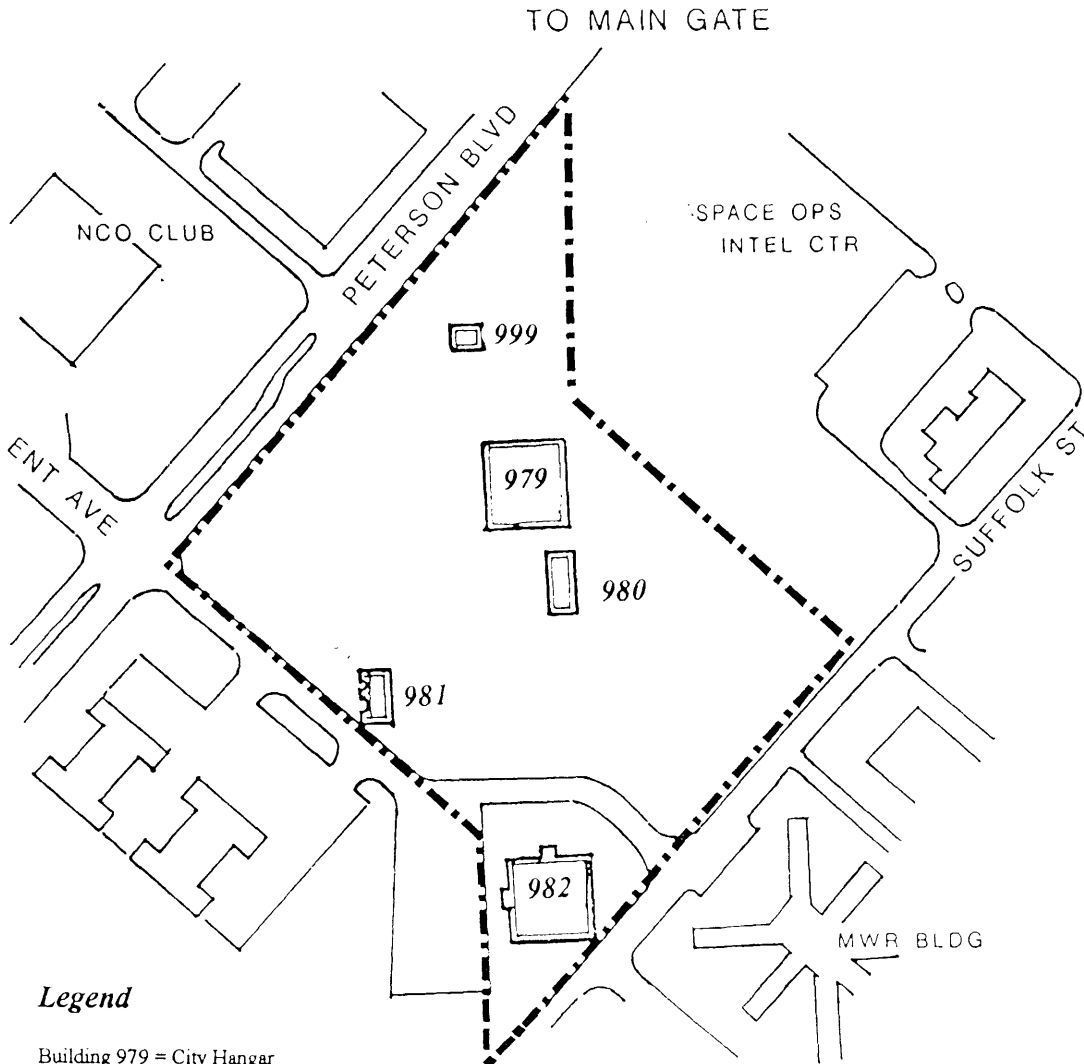 TO MAIN GATE
PETERSON BLVD
NCO CLUB
SPACE OPS
INTEL CTR
999
ENT AVE
979
SUFFOLK ST
980
981
982
MWR BLDG
Legend
Building 979 = City Hangar